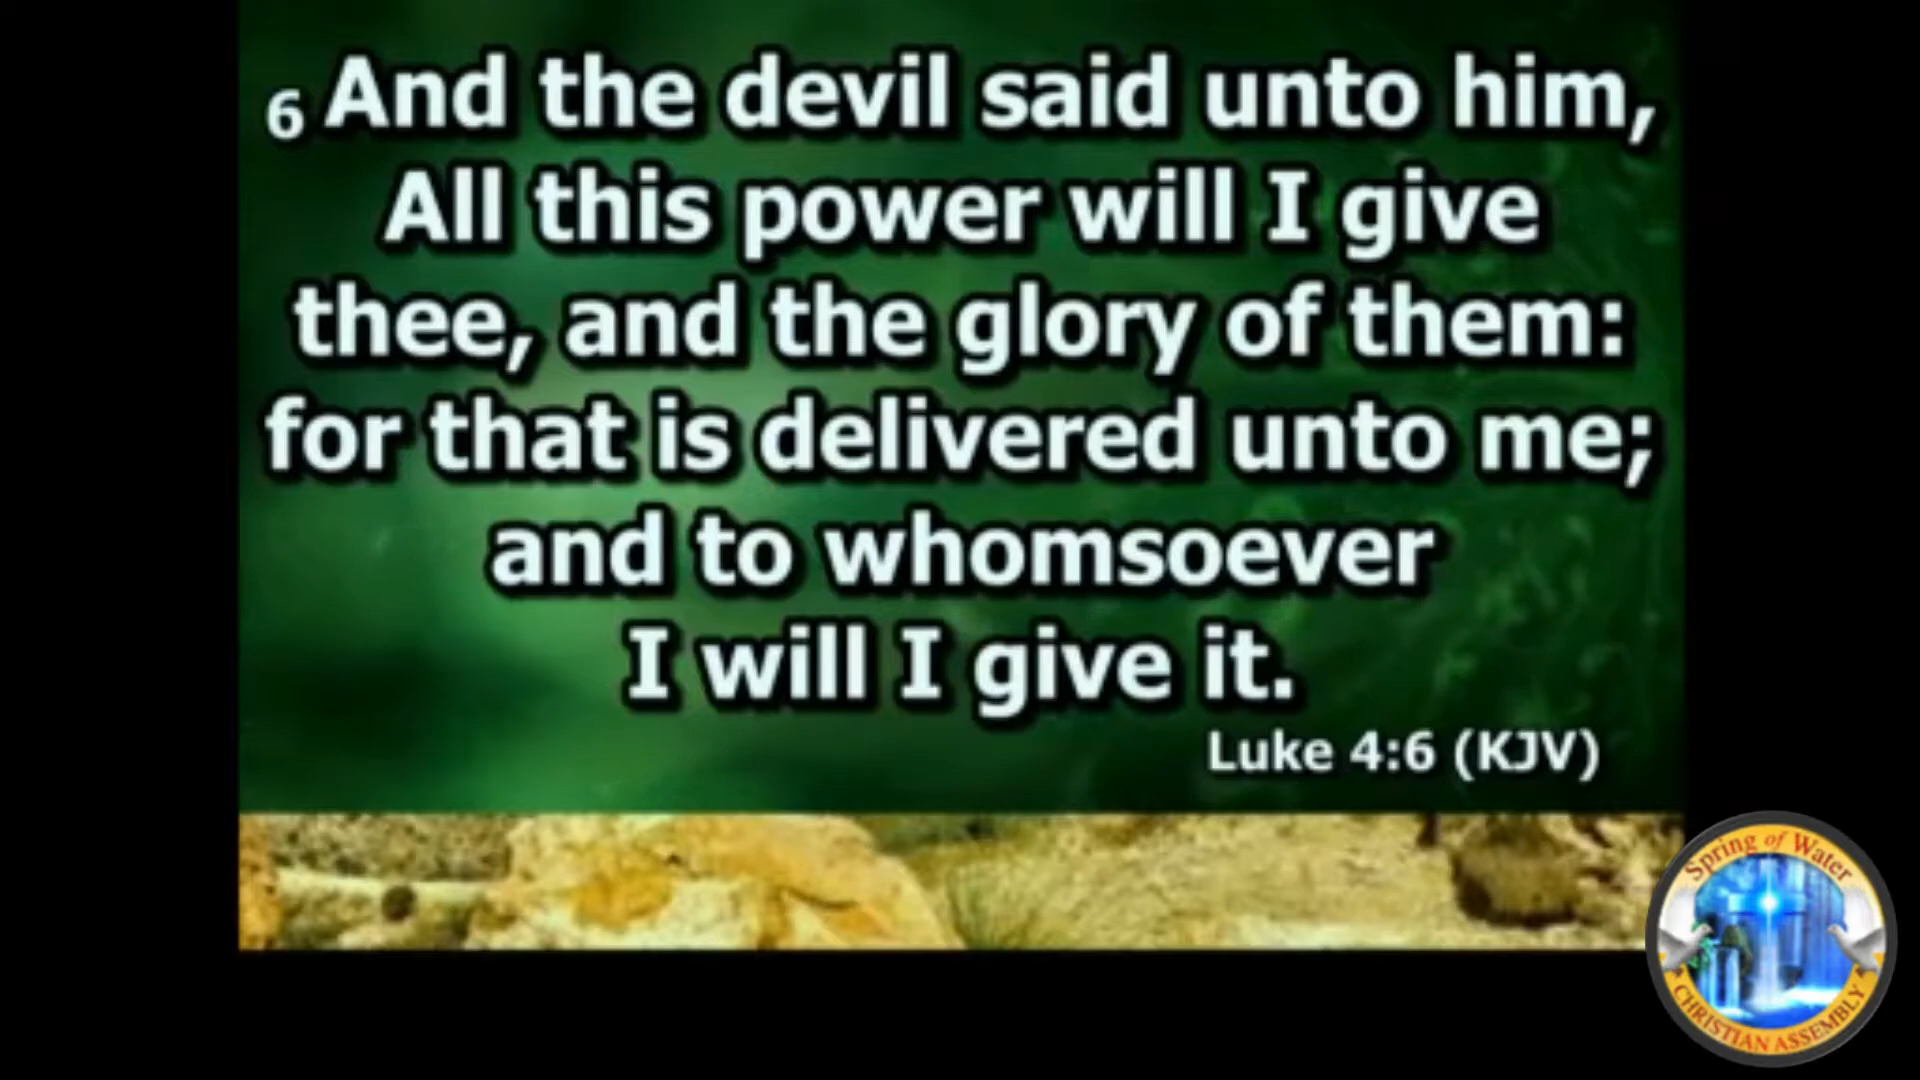 6 And the devil said unto him,
All this power will I give
thee, and the glory of them:
for that is delivered unto me;
and to whomsoever
I will I give it.
Luke 4:6 (KJV)
Spring of Water
CHRISTIAN ASSEMBLY